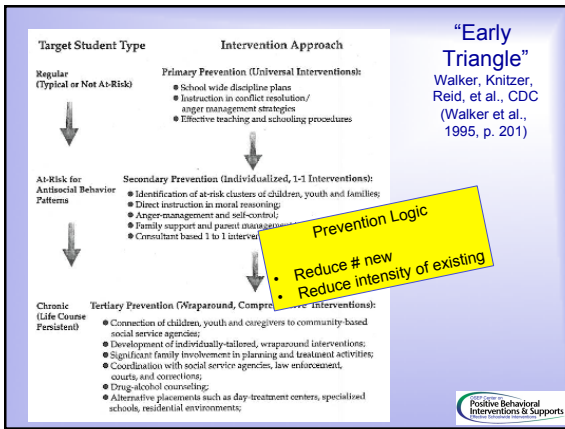 Target Student Type
Intervention Approach
Regular
(Typical or Not At-Risk)
Primary Prevention (Universal Interventions):
School wide discipline plans
Instruction in conflict resolution/
anger management strategies
Effective teaching and schooling procedures
At-Risk for
Antisocial Behavior
Patterns
Secondary Prevention (Individualized, 1-1 Interventions):
Identification of at-risk clusters of children, youth and families;
Direct instruction in moral reasoning;
Anger-management and self-control;
Family support and parent management
Consultant based 1 to 1
Chronic
(Life Course
Persistent)
Tertiary Prevention (Wraparound, Interventions):
Connection of children, youth and caregivers to community-based
social service agencies;
Development of individually-tailored, wraparound interventions;
Significant family involvement in planning and treatment activities;
Coordination with social service agencies, law enforcement,
courts, and corrections;
Drug-alcohol counseling;
Alternative placements such as day-treatment centers, specialized
schools, residential environments;
Prevention Logic
• Reduce # new
• Reduce intensity of existing
“Early
Triangle”
Walker, Knitzer,
Reid, et al., CDC
(Walker et al.,
1995, p. 201)
OSEP Center on
Positive Behavioral
Interventions & Supports
Effective Schoolwide Interventions